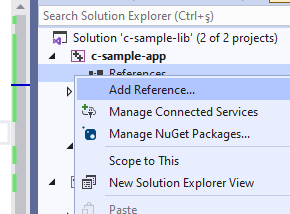 Search Solution Explorer (Ctrl+ş)
Solution 'c-sample-lib' (2 of 2 projects)
c-sample-app
References
Add Reference...
Manage Connected Services
Manage NuGet Packages...
Scope to This
New Solution Explorer View
Paste